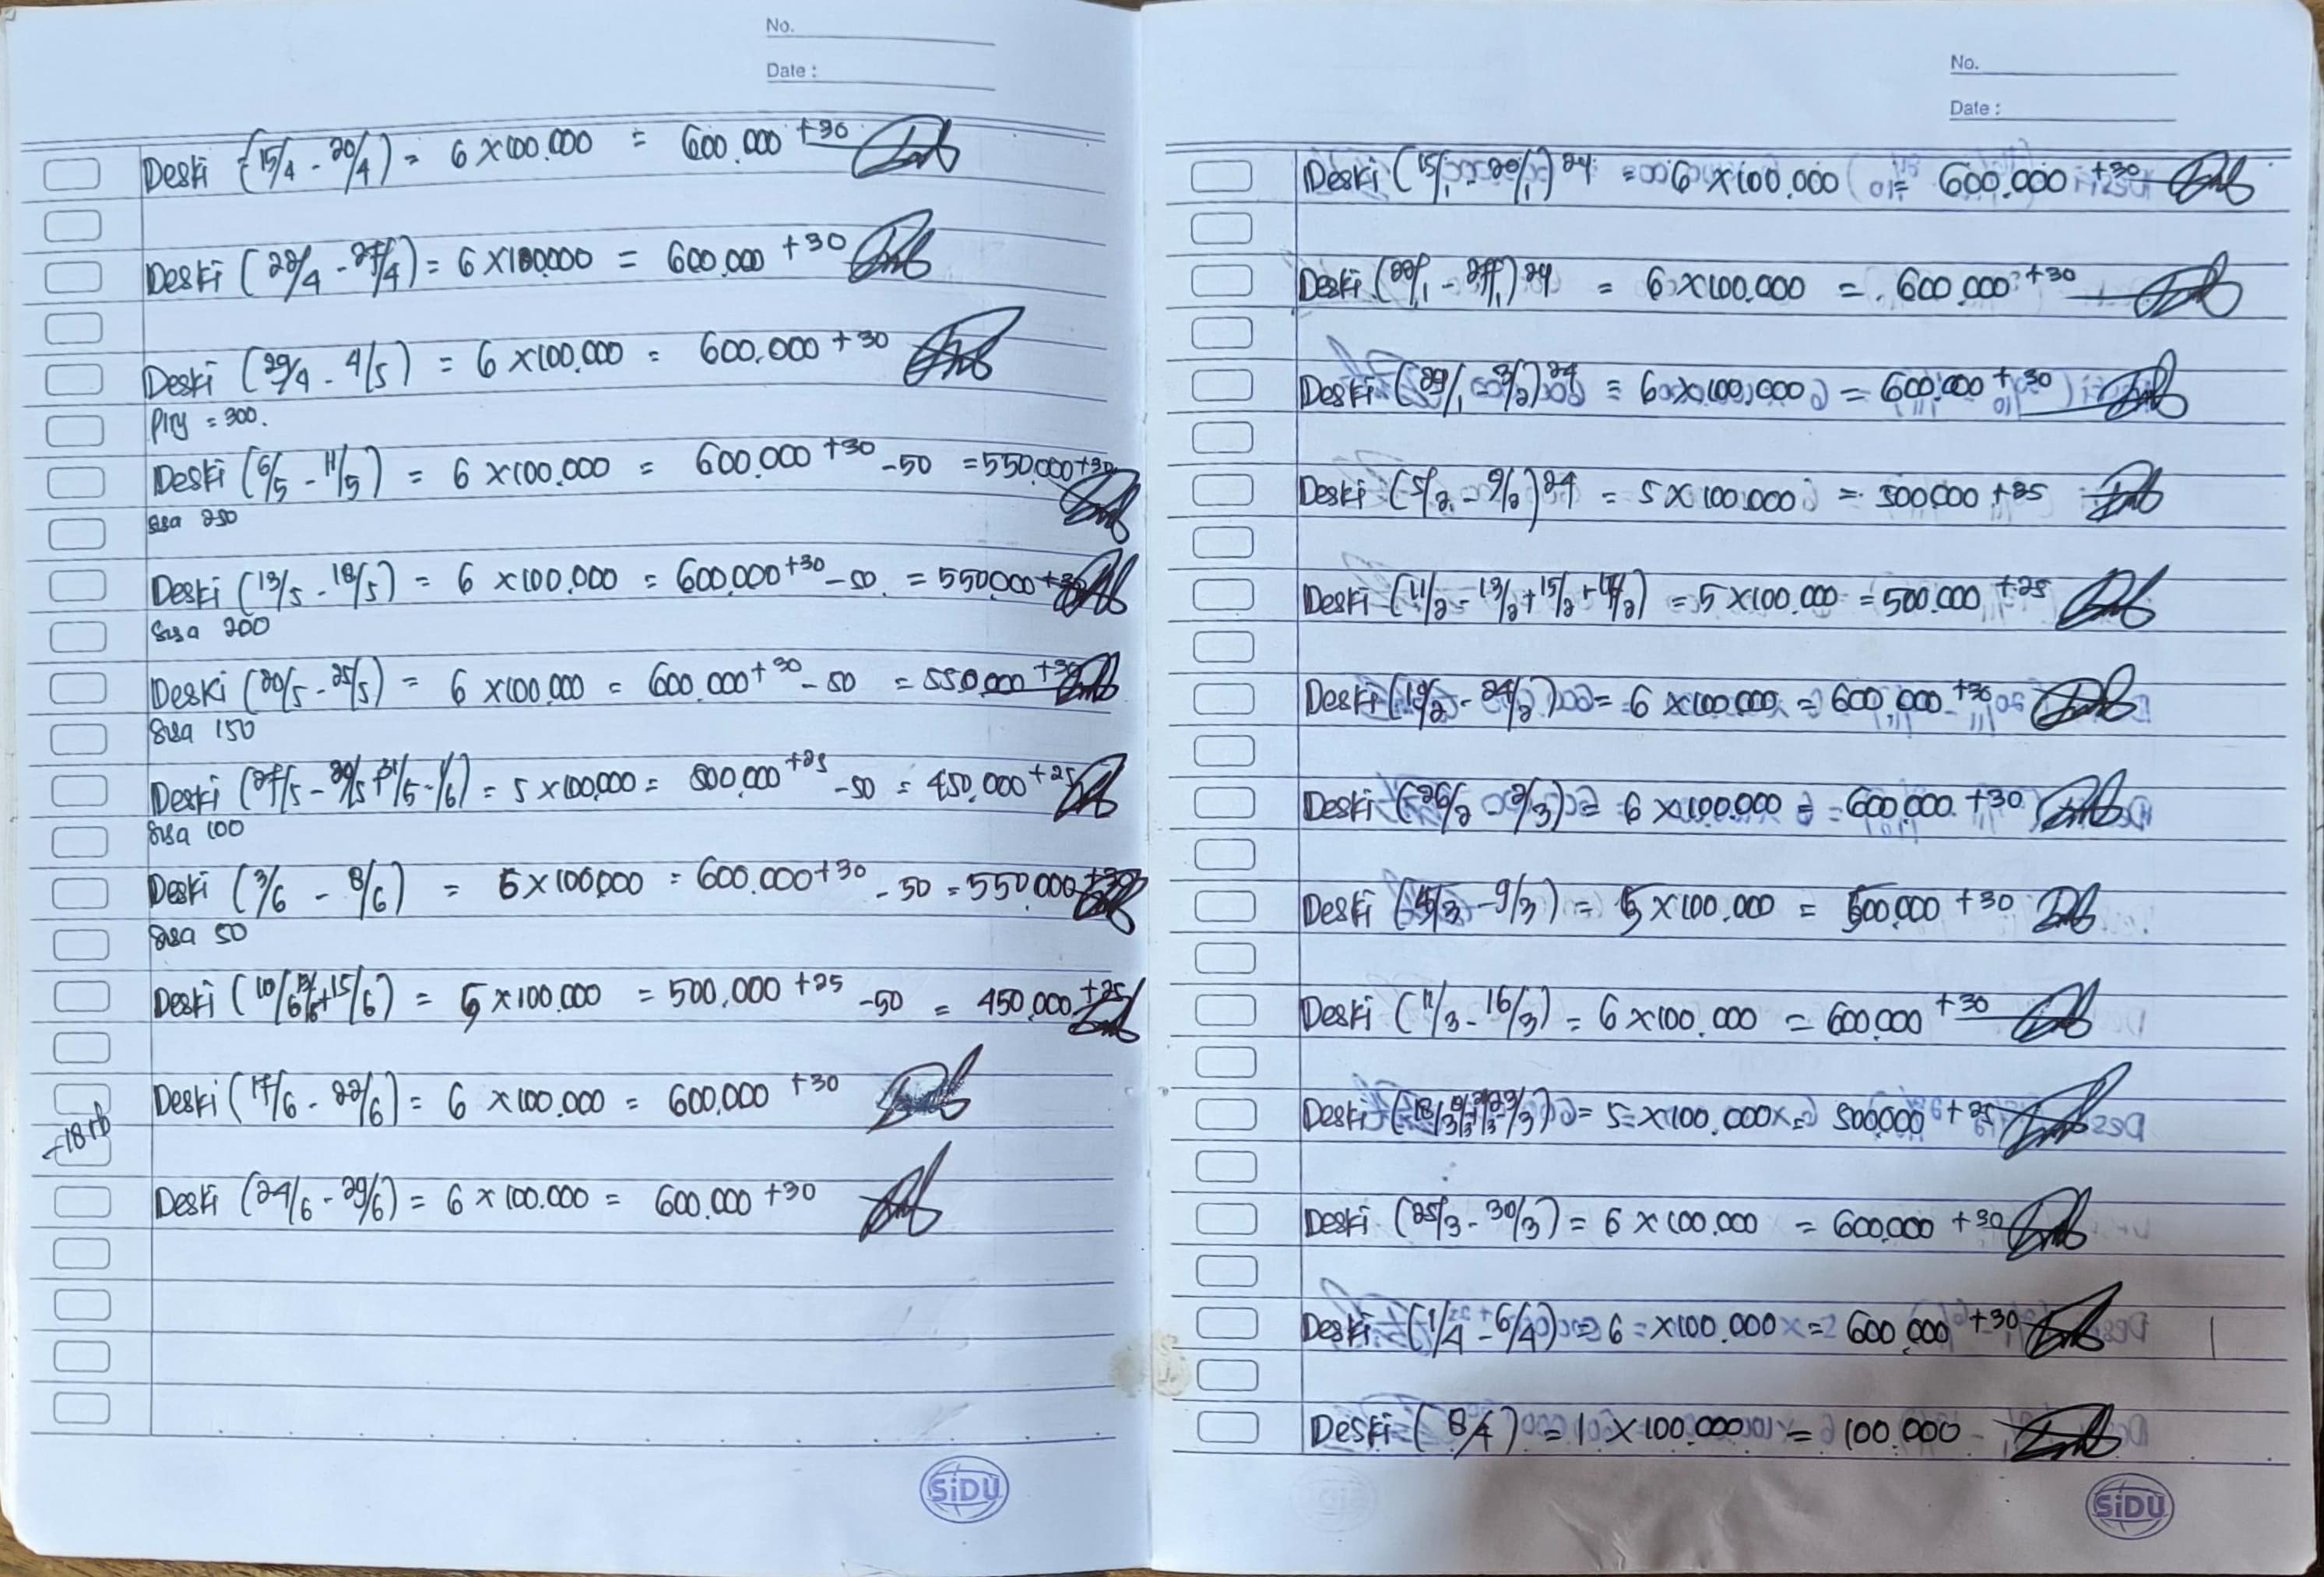 No.
Date :
Deski (15/4 - 20/4) = 6 x 100.000 = 600.000 +30
Deski (22/4 - 27/4) = 6 x 100.000 = 600.000 +30
Deski (29/4 - 4/5) = 6 x 100.000 = 600.000 +30
= 300.
Deski (6/5 - 11/5) = 6 x 100.000 = 600.000 +30 -50 = 550.000 +30
sisa 250
Deski (13/5 - 18/5) = 6 x 100.000 = 600.000 +30 -50 = 550.000 +30
sisa 200
Deski (20/5 - 25/5) = 6 x 100.000 = 600.000 +30 -50 = 550.000 +30
sisa 150
Deski (27/5 - 5 + 31/5 - 1/6) = 5 x 100.000 = 500.000 +25 -50 = 450.000 +25
sisa 100
Deski (3/6 - 8/6) = 6 x 100.000 = 600.000 +30 -50 = 550.000 +30
sisa 50
Deski (10/6 + 15/6) = 5 x 100.000 = 500.000 +25 -50 = 450.000 +25
Deski (17/6 - 22/6) = 6 x 100.000 = 600.000 +30
-18 rb
Deski (24/6 - 29/6) = 6 x 100.000 = 600.000 +30
SiDU
No.
Date :
Deski (15/1 - 20/1) 24 = 6 x 100.000 = 600.000 +30
Deski (22/1 - 27/1) 24 = 6 x 100.000 = 600.000 +30
Deski (29/1 - 3/2) 24 = 6 x 100.000 = 600.000 +30
Deski (5/2 - 9/2) 24 = 5 x 100.000 = 500.000 +25
Deski (11/2 - 13/2 + 15/2 + 17/2) = 5 x 100.000 = 500.000 +25
Deski (19/2 - 24/2) = 6 x 100.000 = 600.000 +30
Deski (26/2 - 2/3) = 6 x 100.000 = 600.000 +30
Deski (/3 - 9/3) = 5 x 100.000 = 500.000 +30
Deski (11/3 - 16/3) = 6 x 100.000 = 600.000 +30
Deski (18/3 23/3) = 5 x 100.000 = 500.000 +25
Deski (25/3 - 30/3) = 6 x 100.000 = 600.000 +30
Deski (1/4 - 6/4) = 6 x 100.000 = 600.000 +30
Deski (8/4) = 1 x 100.000 = 100.000
SiDU